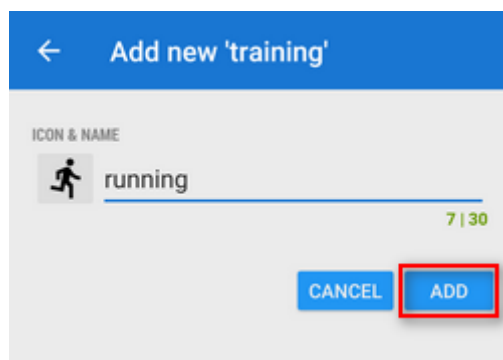 Add new 'training'
ICON & NAME
running
7 | 30
CANCEL ADD